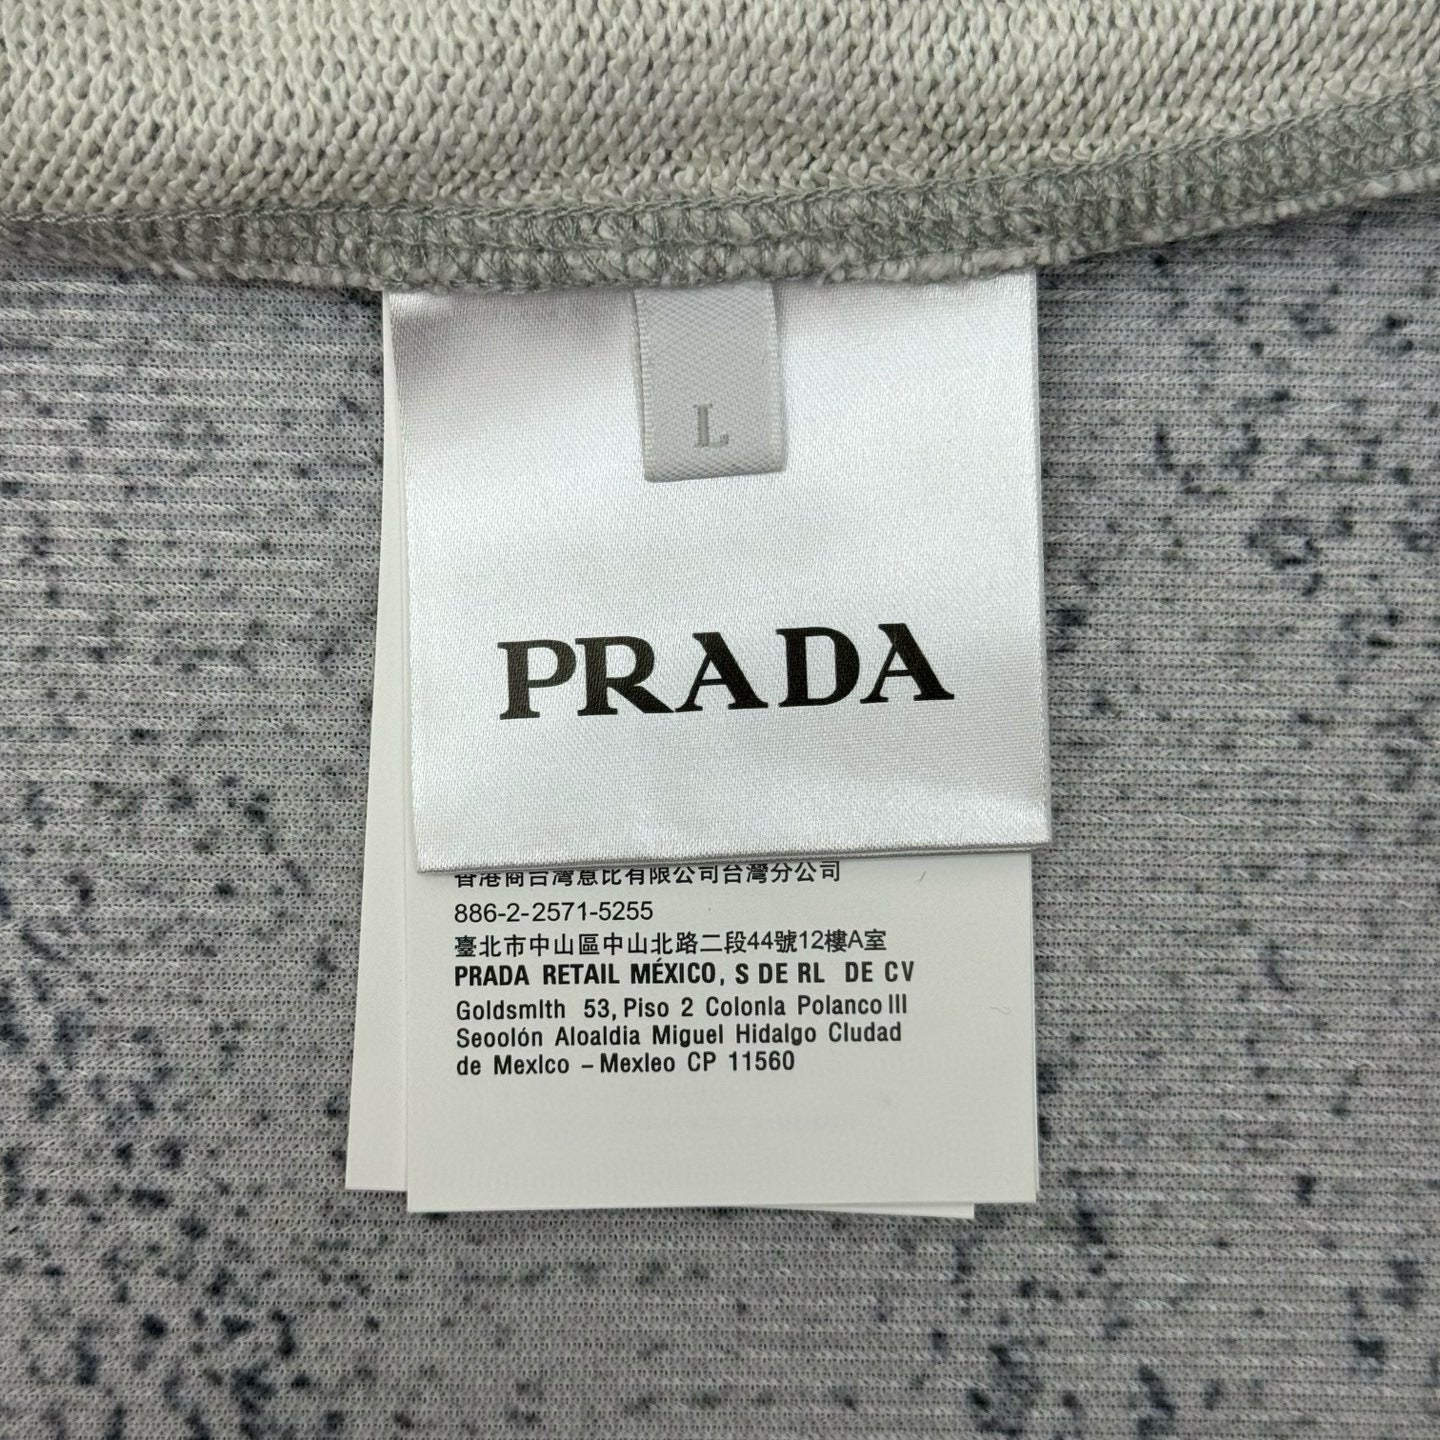 L
PRADA
香港商台灣意比有限公司台灣分公司
886-2-2571-5255
臺北市中山區中山北路二段44號12樓A室
PRADA RETAIL MÉXICO, S DE RL DE CV
Goldsmlth 53, Piso 2 Colonla Polanco III
Seoolón Aloaldia Miguel Hidalgo Cludad
de Mexlco – Mexleo CP 11560